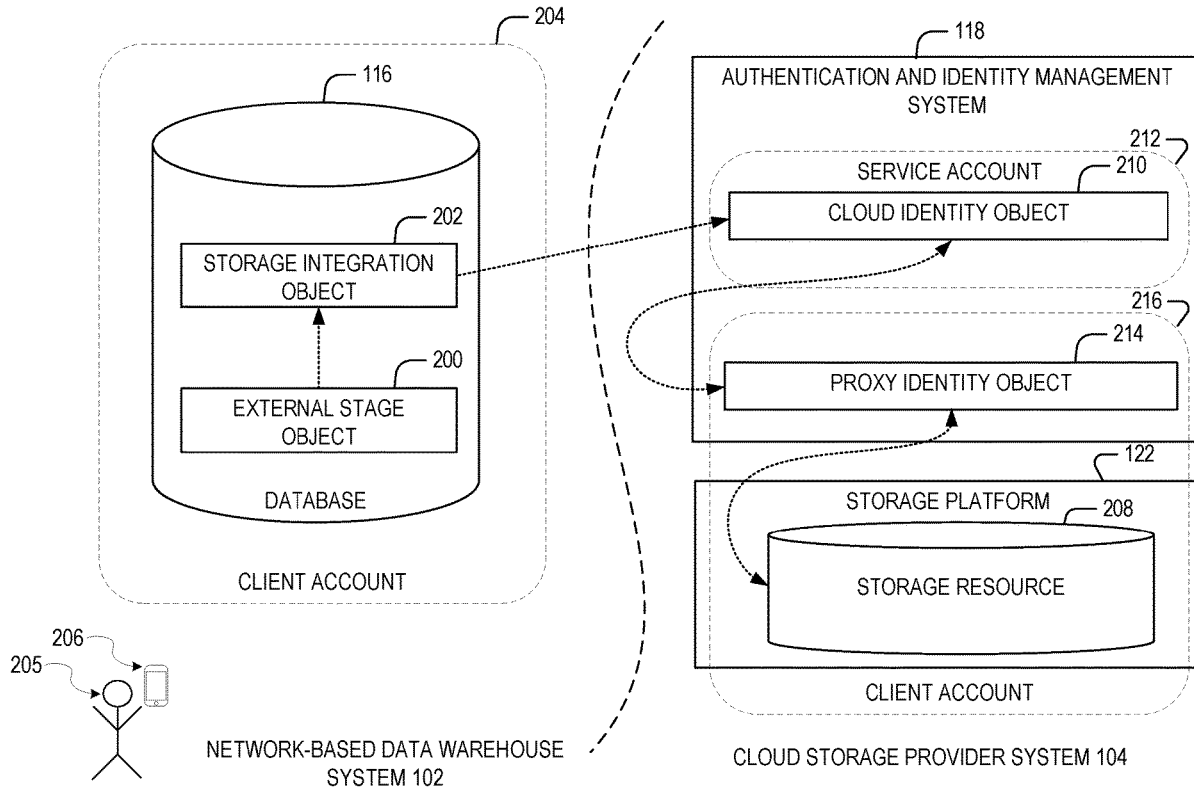 204
116
202
STORAGE INTEGRATION
OBJECT
200
EXTERNAL STAGE
OBJECT
DATABASE
CLIENT ACCOUNT
206
205
NETWORK-BASED DATA WAREHOUSE
SYSTEM 102
118
AUTHENTICATION AND IDENTITY MANAGEMENT
SYSTEM
212
SERVICE ACCOUNT
210
CLOUD IDENTITY OBJECT
216
214
PROXY IDENTITY OBJECT
122
STORAGE PLATFORM
208
STORAGE RESOURCE
CLIENT ACCOUNT
CLOUD STORAGE PROVIDER SYSTEM 104